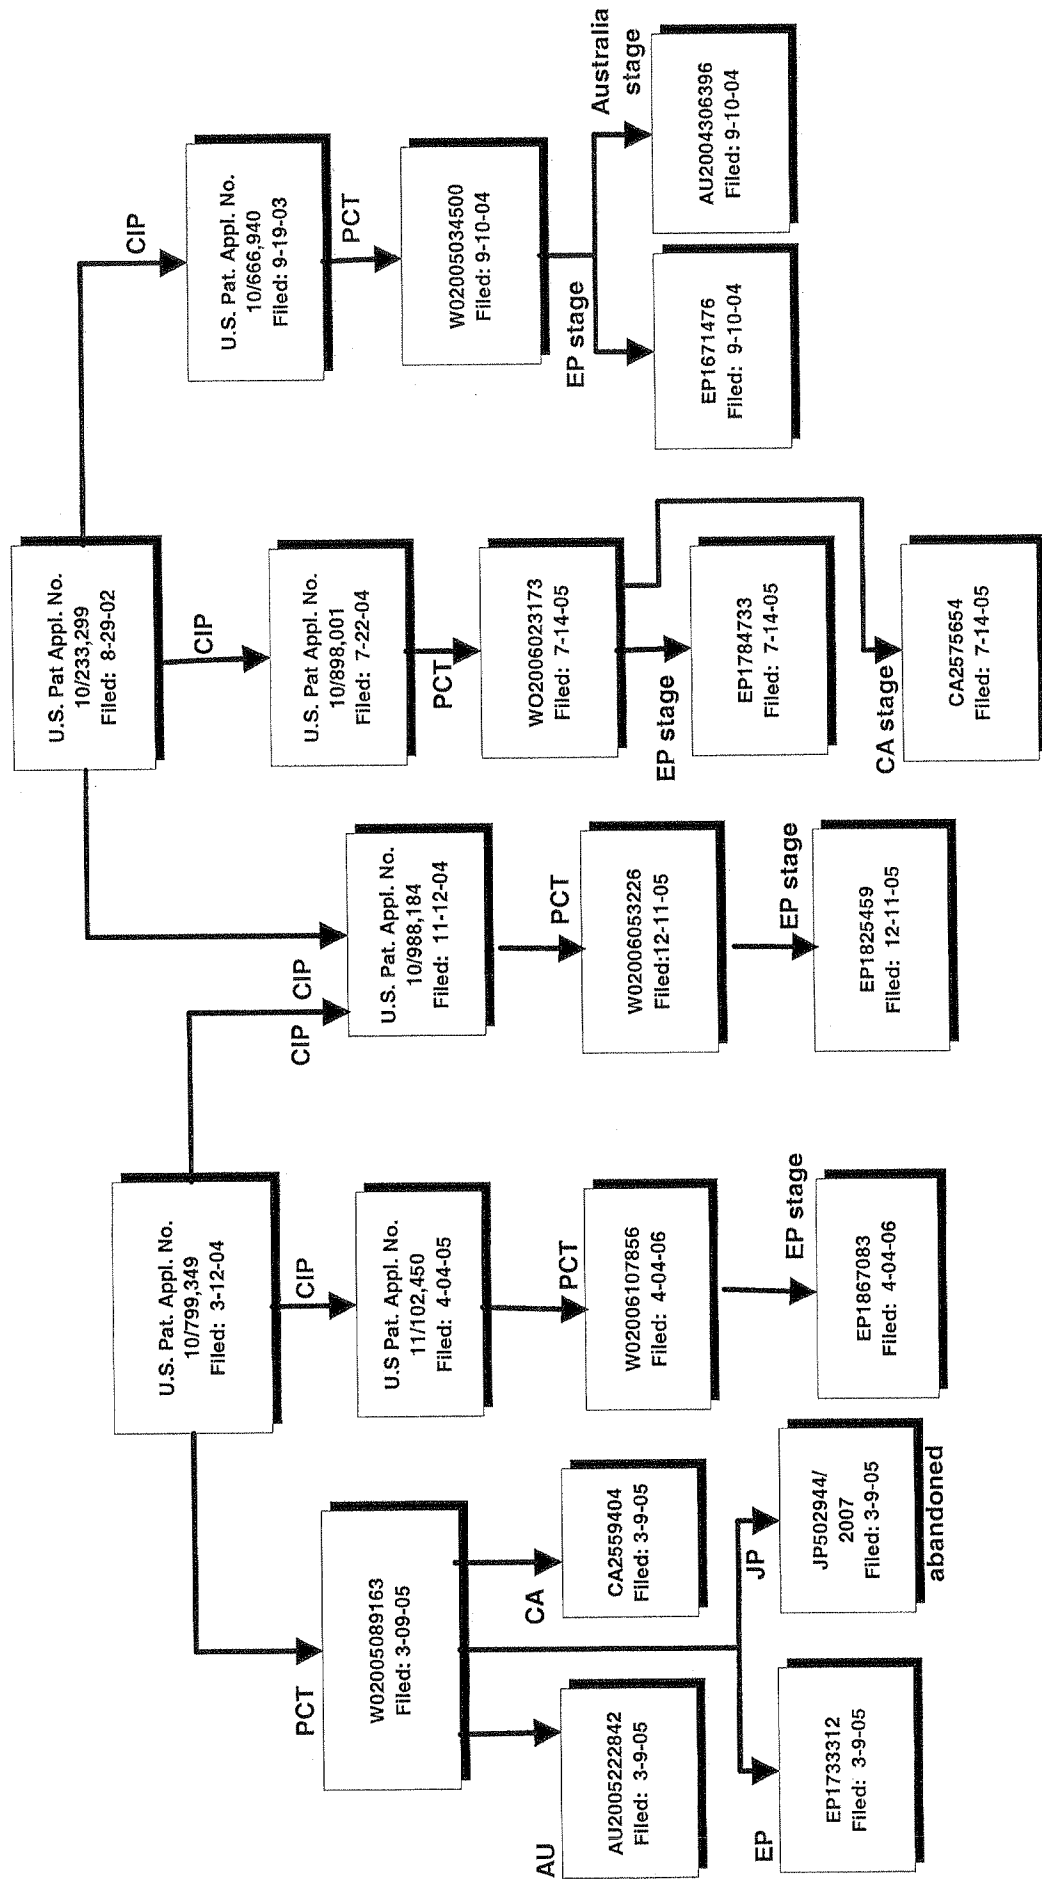 U.S. Pat. Appl. No.
10/799,349
Filed: 3-12-04
U.S. Pat Appl. No.
10/233,299
Filed: 8-29-02
PCT
CIP
CIP
CIP
CIP
CIP
W02005089163
Filed: 3-09-05
U.S Pat. Appl. No.
11/102,450
Filed: 4-04-05
U.S. Pat. Appl. No.
10/988,184
Filed: 11-12-04
U.S. Pat. Appl. No.
10/898,001
Filed: 7-22-04
U.S. Pat. Appl. No.
10/666,940
Filed: 9-19-03
AU
CA
PCT
PCT
PCT
PCT
AU2005222842
Filed: 3-9-05
CA2559404
Filed: 3-9-05
W02006107856
Filed: 4-04-06
W02006053226
Filed:12-11-05
WO2006023173
Filed: 7-14-05
W02005034500
Filed: 9-10-04
EP
JP
EP stage
EP stage
EP stage
CA stage
EP stage
Australia
stage
EP1733312
Filed: 3-9-05
JP502944/
2007
Filed: 3-9-05
abandoned
EP1867083
Filed: 4-04-06
EP1825459
Filed: 12-11-05
EP1784733
Filed: 7-14-05
CA2575654
Filed: 7-14-05
EP1671476
Filed: 9-10-04
AU2004306396
Filed: 9-10-04